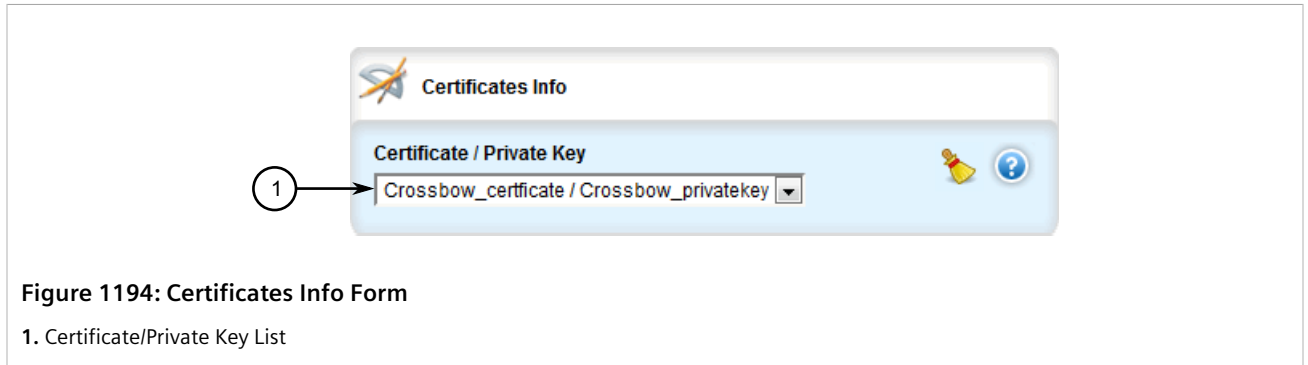 Certificates Info
Certificate / Private Key
1
Crossbow_certficate / Crossbow_privatekey
?
Figure 1194: Certificates Info Form
1. Certificate/Private Key List